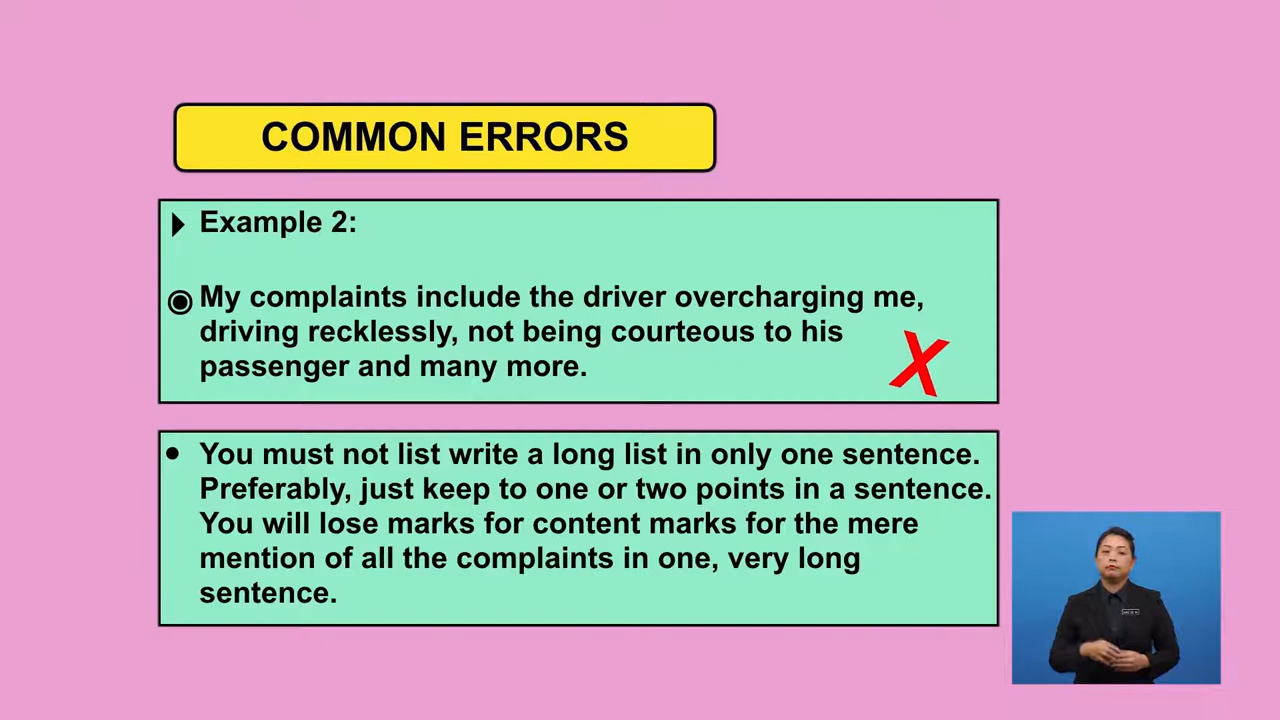 COMMON ERRORS
Example 2:
My complaints include the driver overcharging me,
driving recklessly, not being courteous to his
passenger and many more.
X
You must not list write a long list in only one sentence.
Preferably, just keep to one or two points in a sentence.
You will lose marks for content marks for the mere
mention of all the complaints in one, very long
sentence.